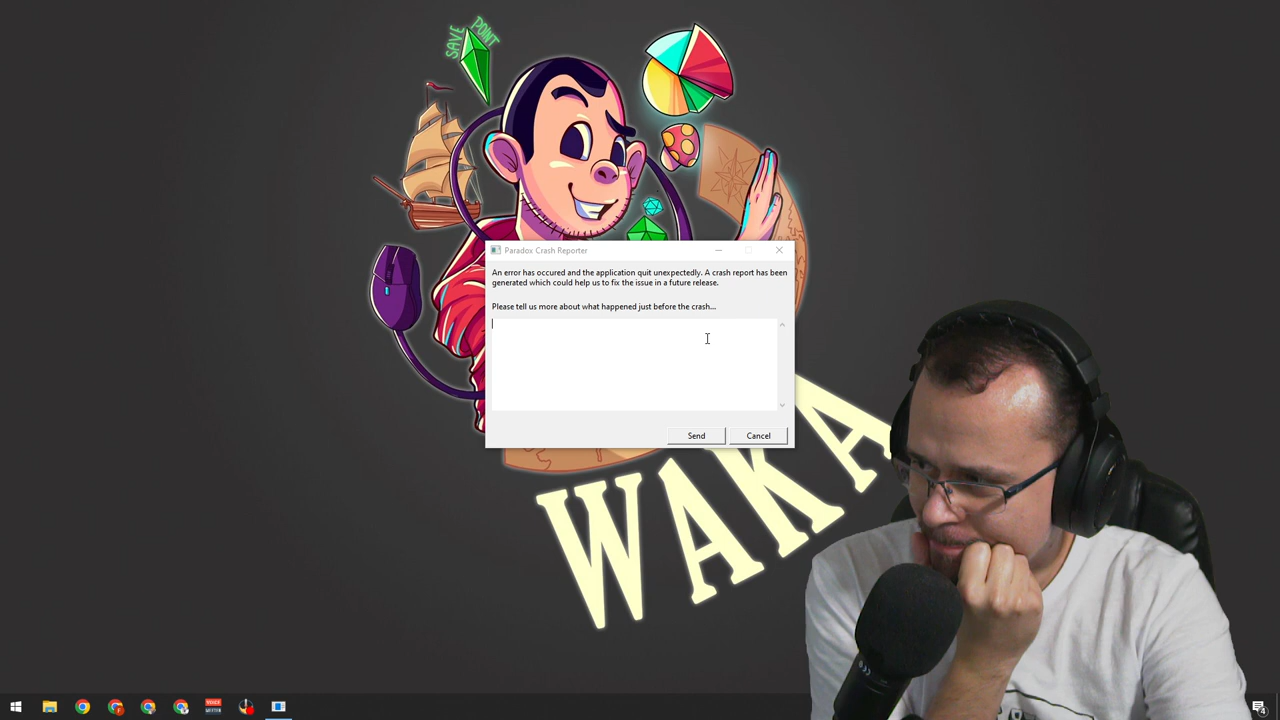 SAVE POINT
Paradox Crash Reporter
An error has occured and the application quit unexpectedly. A crash report has been
generated which could help us to fix the issue in a future release.
Please tell us more about what happened just before the crash...
Send
Cancel
WAKA
VOICE
4